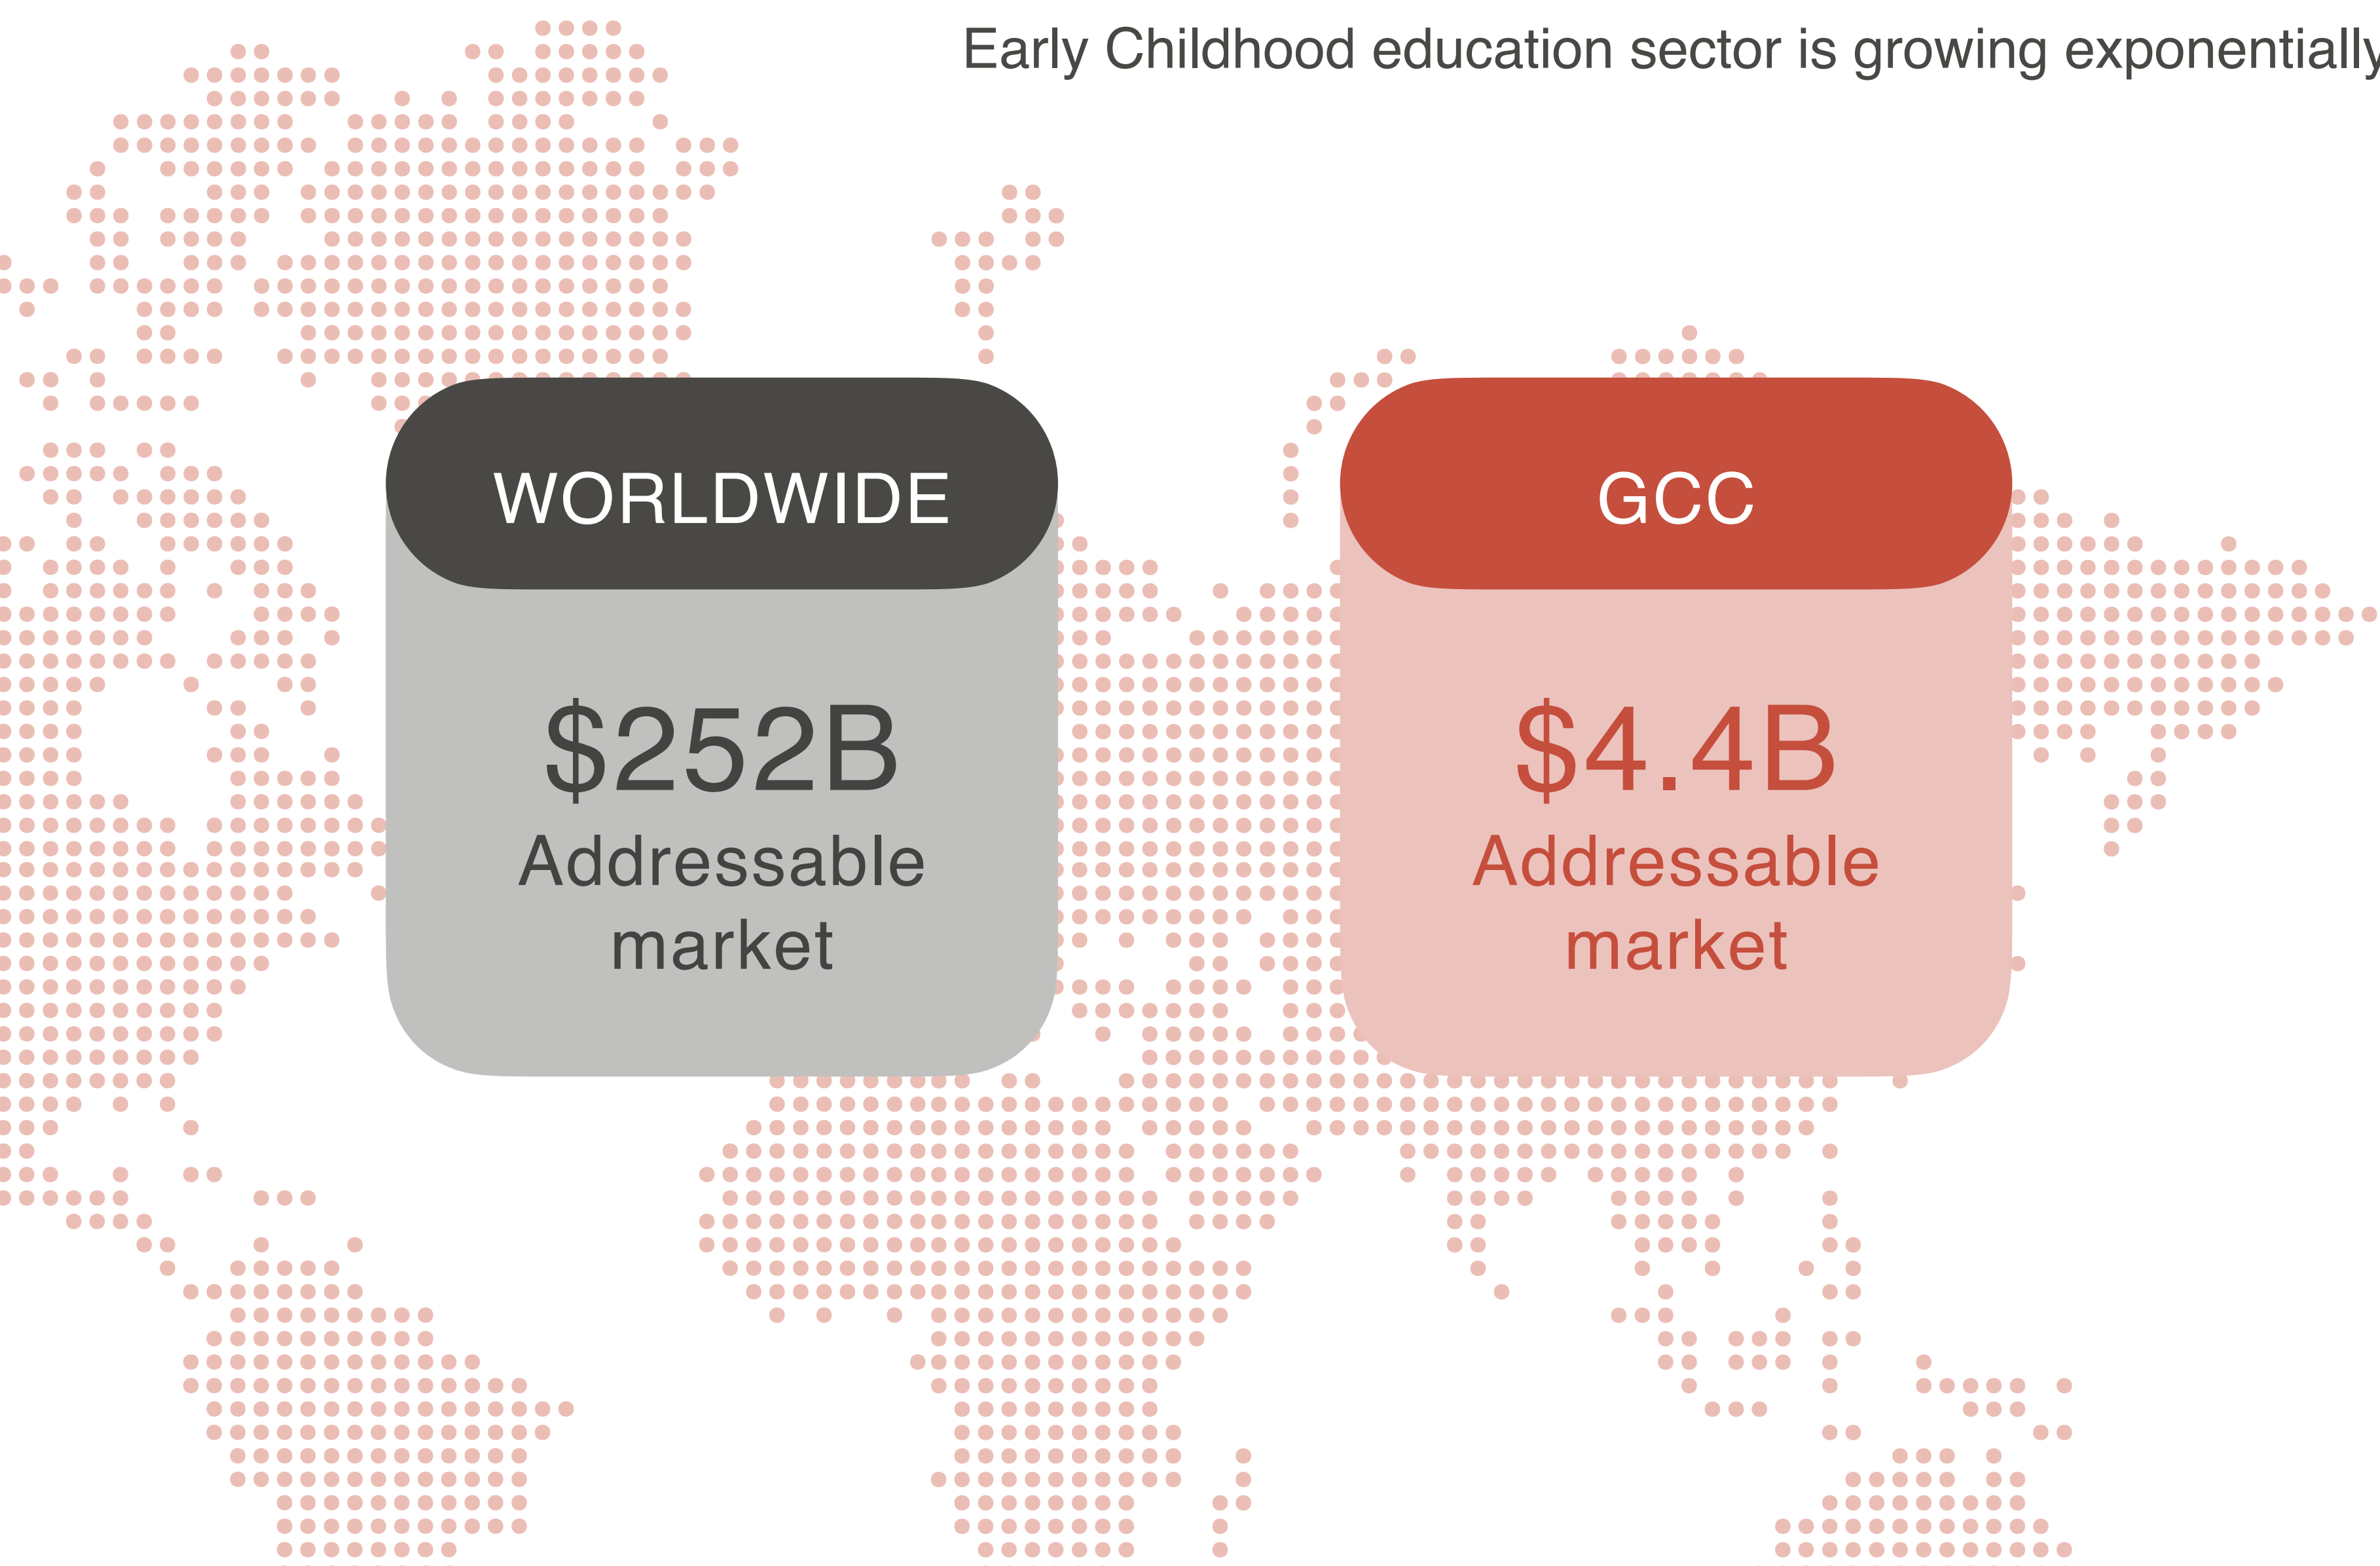 Early Childhood education sector is growing exponentially
WORLDWIDE
$252B
Addressable
market
GCC
$4.4B
Addressable
market